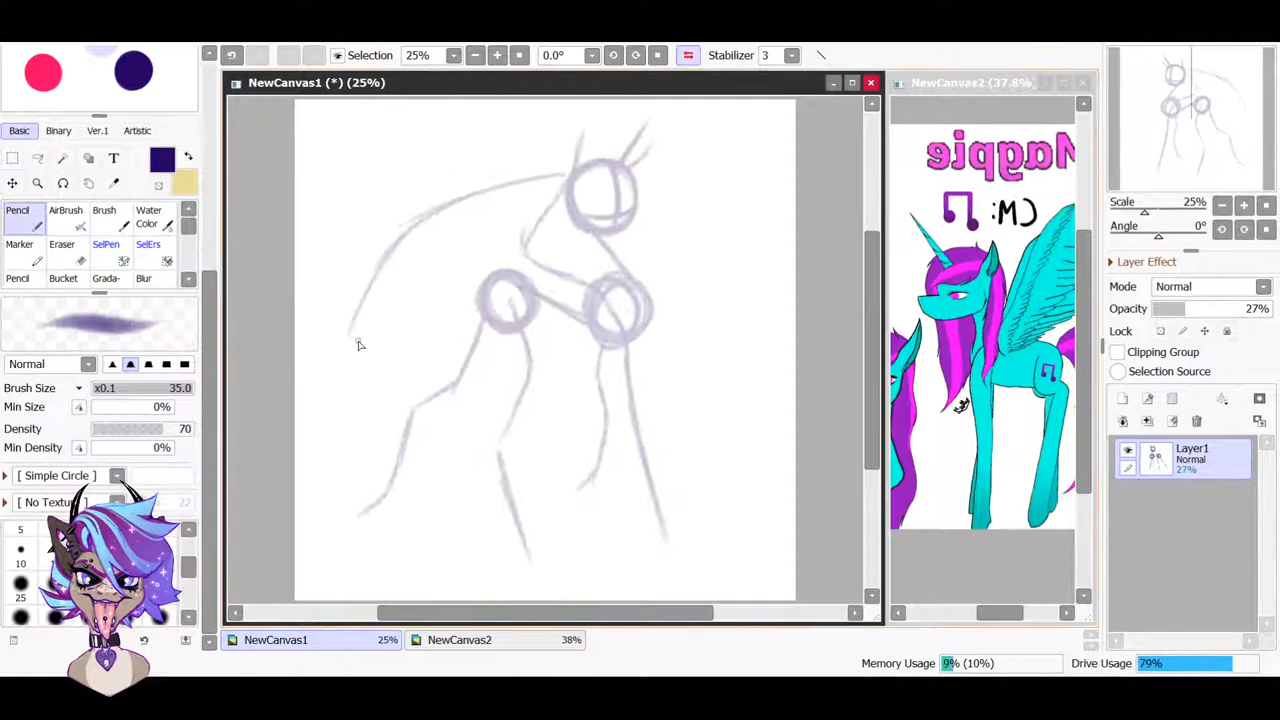 Selection 25% 0.0° Stabilizer 3
NewCanvas1 (*) (25%)
NewCanvas2 (37.8%)
Basic Binary Ver.1 Artistic
T
Pencil AirBrush Brush Water Color
Marker Eraser SelPen SelErs
Pencil Bucket Grada- Blur
Normal
Brush Size x0.1 35.0
Min Size 0%
Density 70
Min Density 0%
[ Simple Circle ]
[ No Textur 22
5
10
25
Magpie
CM:
Scale 25%
Angle 0°
Layer Effect
Mode Normal
Opacity 27%
Lock
Clipping Group
Selection Source
Layer1
Normal
27%
NewCanvas1 25% NewCanvas2 38%
Memory Usage 9% (10%) Drive Usage 79%